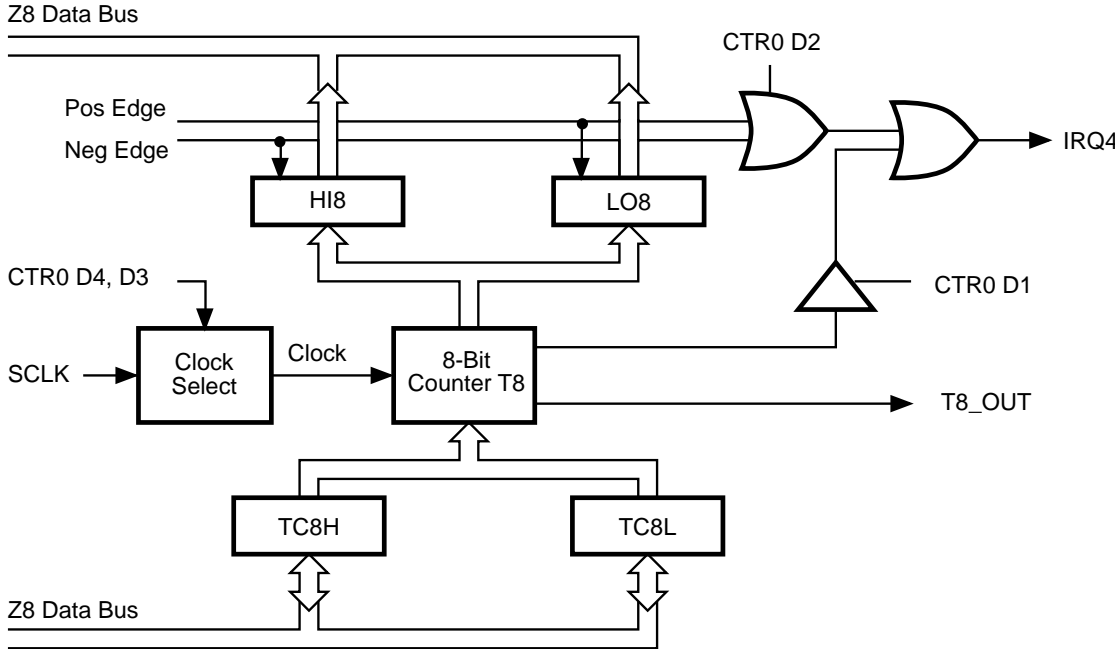 Z8 Data Bus
CTR0 D2
Pos Edge
Neg Edge
IRQ4
HI8
LO8
CTR0 D4, D3
CTR0 D1
SCLK
Clock
Select
Clock
8-Bit
Counter T8
T8_OUT
TC8H
TC8L
Z8 Data Bus